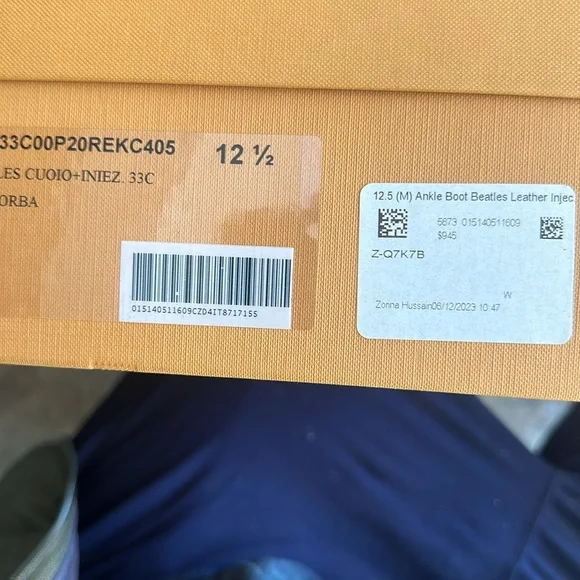 33C00P20REKC405
12 ½
LES CUOIO+INIEZ. 33C
ORBA
015140511609CZD4IT8717155
12.5 (M) Ankle Boot Beatles Leather Injec
5673 015140511609
$945
Z-Q7K7B
W
Zonna Hussain06/12/2023 10:47